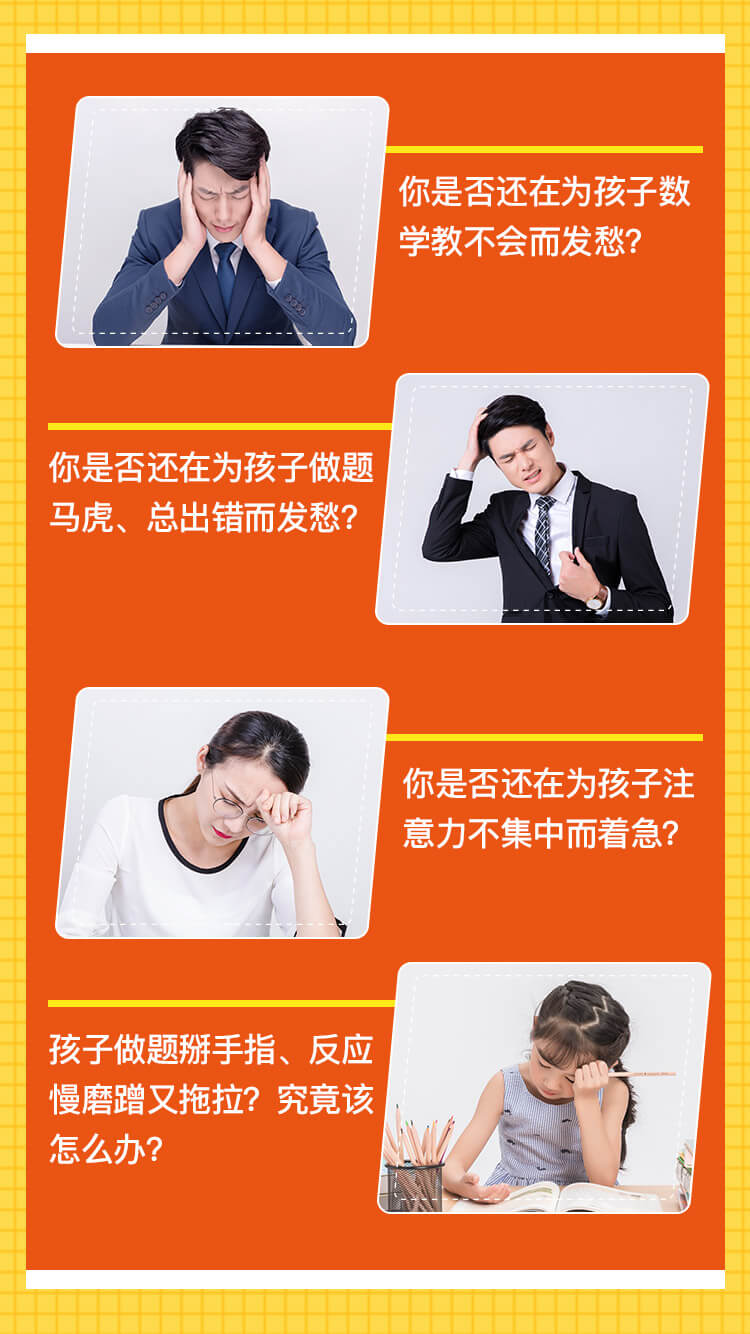 你是否还在为孩子数
学教不会而发愁？
你是否还在为孩子做题
马虎、总出错而发愁？
你是否还在为孩子注
意力不集中而着急？
孩子做题掰手指、反应
慢磨蹭又拖拉？究竟该
怎么办？